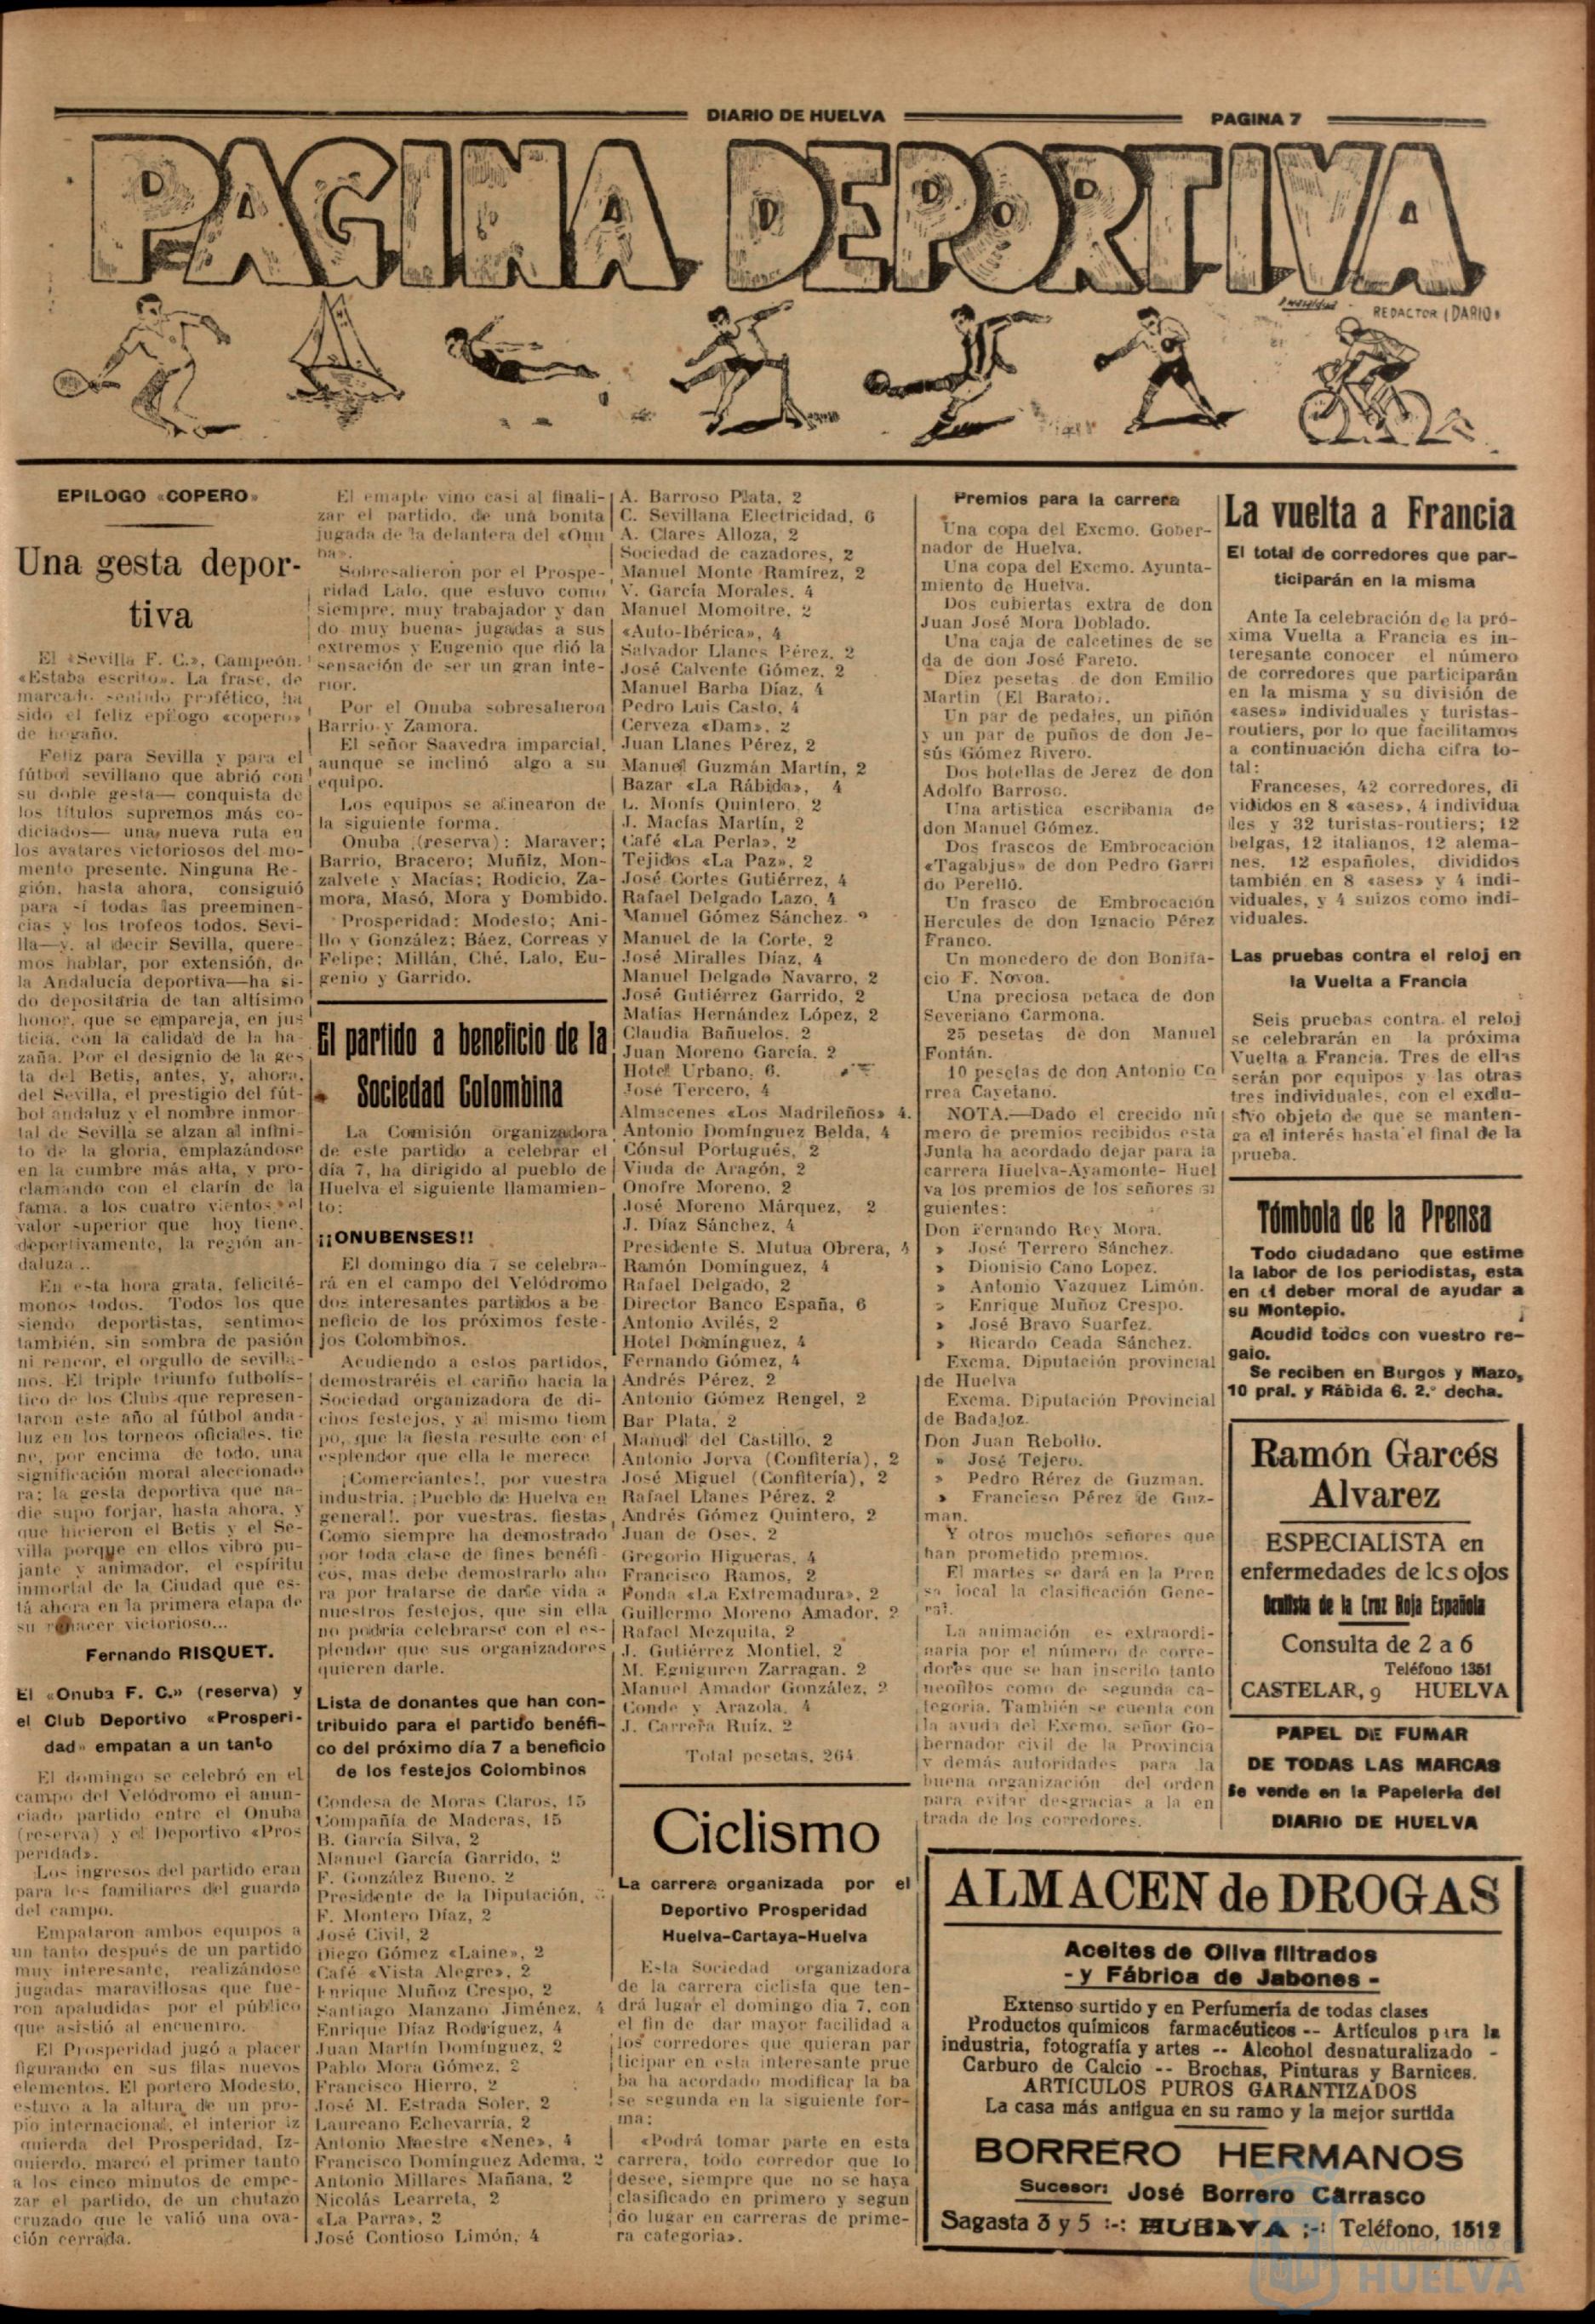 DIARIO DE HUELVA
PAGINA 7
PAGINA DEPORTIVA
REDACTOR «DARIO»
EPILOGO «COPERO»
Una gesta depor-
tiva
El «Sevilla F. C.», Campeón.
«Estaba escrito». La frase, de
marcado sentido profético, ha
sido el feliz epílogo «copero»
de hogaño.
Feliz para Sevilla y para el
fútbol sevillano que abrió con
su doble gesta— conquista de
los títulos supremos más co-
diciados— una nueva ruta en
los avatares victoriosos del mo-
mento presente. Ninguna Re-
gión, hasta ahora, consiguió
para sí todas las preeminen-
cias y los trofeos todos. Sevi-
lla—y, al decir Sevilla, quere-
mos hablar, por extensión, de
la Andalucía deportiva—ha si-
do depositaria de tan altísimo
honor, que se empareja, en jus
ticia, con la calidad de la ha-
zaña. Por el designio de la ges
ta del Betis, antes, y, ahora,
del Sevilla, el prestigio del fút-
bol andaluz y el nombre inmor
tal de Sevilla se alzan al infini-
to de la gloria, emplazándose
en la cumbre más alta, y pro-
clamando con el clarín de la
fama, a los cuatro vientos, el
valor superior que hoy tiene,
deportivamente, la región an-
daluza ..
En esta hora grata, felicité-
monos todos. Todos los que
siendo deportistas, sentimos
también, sin sombra de pasión
ni rencor, el orgullo de sevilla-
nos. El triple triunfo futbolís-
tico de los Clubs que represen-
taron este año al fútbol anda-
luz en los torneos oficiales, tie
ne, por encima de todo, una
significación moral aleccionado
ra; la gesta deportiva que na-
die supo forjar, hasta ahora, y
que hicieron el Betis y el Se-
villa porque en ellos vibro pu-
jante y animador, el espíritu
inmortal de la Ciudad que es-
tá ahora en la primera etapa de
su renacer victorioso...
Fernando RISQUET.
El «Onuba F. C.» (reserva) y
el Club Deportivo «Prosperi-
dad» empatan a un tanto
El domingo se celebró en el
campo del Velódromo el anun-
ciado partido entre el Onuba
(reserva) y el Deportivo «Pros
peridad».
Los ingresos del partido eran
para los familiares del guarda
del campo.
Empataron ambos equipos a
un tanto después de un partido
muy interesante, realizándose
jugadas maravillosas que fue-
ron apaludidas por el público
que asistió al encuentro.
El Prosperidad jugó a placer
figurando en sus filas nuevos
elementos. El portero Modesto,
estuvo a la altura de un pro-
pio internacional, el interior iz
quierda del Prosperidad, Iz-
quierdo, marcó el primer tanto
a los cinco minutos de empe-
zar el partido, de un chutazo
cruzado que le valió una ova-
ción cerrada.
El emapte vino casi al finali-
zar el partido, de una bonita
jugada de la delantera del «Onu
ba».
Sobresalieron por el Prospe-
ridad Lalo, que estuvo como
siempre, muy trabajador y dan
do muy buenas jugadas a sus
extremos y Eugenio que dió la
sensación de ser un gran inte-
rior.
Por el Onuba sobresalieron
Barrio y Zamora.
El señor Saavedra imparcial,
aunque se inclinó algo a su
equipo.
Los equipos se alinearon de
la siguiente forma.
Onuba (reserva): Maraver;
Barrio, Bracero; Muñiz, Mon-
zalvete y Macías; Rodicio, Za-
mora, Masó, Mora y Dombido.
Prosperidad: Modesto; Ani-
llo y González; Báez, Correas y
Felipe; Millán, Ché, Lalo, Eu-
genio y Garrido.
El partido a beneficio de la
Sociedad Colombina
La Comisión organizadora
de este partido a celebrar el
día 7, ha dirigido al pueblo de
Huelva el siguiente llamamien-
to:
¡¡ONUBENSES!!
El domingo día 7 se celebra-
rá en el campo del Velódromo
dos interesantes partidos a be-
neficio de los próximos feste-
jos Colombinos.
Acudiendo a estos partidos,
demostraréis el cariño hacia la
Sociedad organizadora de di-
chos festejos, y al mismo tiem
po, que la fiesta resulte con el
esplendor que ella le merece
¡Comerciantes!, por vuestra
industria. ¡Pueblo de Huelva en
general!, por vuestras, fiestas
Como siempre ha demostrado
por toda clase de fines benéfi-
cos, mas debe demostrarlo aho
ra por tratarse de darle vida a
nuestros festejos, que sin ella
no podría celebrarse con el es-
plendor que sus organizadores
quieren darle.
Lista de donantes que han con-
tribuido para el partido benéfi-
co del próximo día 7 a beneficio
de los festejos Colombinos
Condesa de Moras Claros, 15
Compañía de Maderas, 15
B. García Silva, 2
Manuel García Garrido, 2
F. González Bueno, 2
Presidente de la Diputación,
F. Montero Díaz, 2
José Civil, 2
Diego Gómez «Laine», 2
Café «Vista Alegre», 2
Enrique Muñoz Crespo, 2
Santiago Manzano Jiménez, 4
Enrique Díaz Rodríguez, 4
Juan Martín Domínguez, 2
Pablo Mora Gómez, 2
Francisco Hierro, 2
José M. Estrada Soler, 2
Laureano Echevarría, 2
Antonio Maestre «Nene», 4
Francisco Domínguez Adema, 2
Antonio Millares Mañana, 2
Nicolás Learreta, 2
«La Parra», 2
José Contioso Limón, 4
A. Barroso Plata, 2
C. Sevillana Electricidad, 6
A. Clares Alloza, 2
Sociedad de cazadores, 2
Manuel Monte Ramírez, 2
V. García Morales, 4
Manuel Momoitre, 2
«Auto-Ibérica», 4
Salvador Llanes Pérez, 2
José Calvente Gómez, 2
Manuel Barba Díaz, 4
Pedro Luis Casto, 4
Cerveza «Dam», 2
Juan Llanes Pérez, 2
Manuel Guzmán Martín, 2
Bazar «La Rábida», 4
L. Monís Quintero, 2
J. Macías Martín, 2
Café «La Perla», 2
Tejidos «La Paz», 2
José Cortes Gutiérrez, 4
Rafael Delgado Lazo, 4
Manuel Gómez Sánchez 2
Manuel de la Corte, 2
José Miralles Díaz, 4
Manuel Delgado Navarro, 2
José Gutiérrez Garrido, 2
Matías Hernández López, 2
Claudia Bañuelos, 2
Juan Moreno García, 2
Hotel Urbano, 6.
José Tercero, 4
Almacenes «Los Madrileños» 4.
Antonio Domínguez Belda, 4
Cónsul Portugués, 2
Viuda de Aragón, 2
Onofre Moreno, 2
José Moreno Márquez, 2
J. Díaz Sánchez, 4
Presidente S. Mutua Obrera, 4
Ramón Domínguez, 4
Rafael Delgado, 2
Director Banco España, 6
Antonio Avilés, 2
Hotel Domínguez, 4
Fernando Gómez, 4
Andrés Pérez, 2
Antonio Gómez Rengel, 2
Bar Plata, 2
Manuel del Castillo, 2
Antonio Jorva (Confitería), 2
José Miguel (Confitería), 2
Rafael Llanes Pérez, 2
Andrés Gómez Quintero, 2
Juan de Oses, 2
Gregorio Higueras, 4
Francisco Ramos, 2
Fonda «La Extremadura», 2
Guillermo Moreno Amador, 2
Rafael Mezquita, 2
J. Gutiérrez Montiel, 2
M. Eguiguren Zarragan, 2
Manuel Amador González, 2
Conde y Arazola, 4
J. Carreña Ruíz, 2
Total pesetas, 264
Ciclismo
La carrera organizada por el
Deportivo Prosperidad
Huelva-Cartaya-Huelva
Esta Sociedad organizadora
de la carrera ciclista que ten-
drá lugar el domingo dia 7, con
el fin de dar mayor facilidad a
los corredores que quieran par
ticipar en esta interesante prue
ba ha acordado modificar la ba
se segunda en la siguiente for-
ma:
«Podrá tomar parte en esta
carrera, todo corredor que lo
desee, siempre que no se haya
clasificado en primero y segun
do lugar en carreras de prime-
ra categoría».
Premios para la carrera
Una copa del Excmo. Gober-
nador de Huelva.
Una copa del Excmo. Ayunta-
miento de Huelva.
Dos cubiertas extra de don
Juan José Mora Doblado.
Una caja de calcetines de se
da de don José Farelo.
Diez pesetas de don Emilio
Martin (El Barato).
Un par de pedales, un piñón
y un par de puños de don Je-
sús Gómez Rivero.
Dos botellas de Jerez de don
Adolfo Barroso.
Una artistica escribania de
don Manuel Gómez.
Dos frascos de Embrocación
«Tagabjus» de don Pedro Garri
do Perelló.
Un frasco de Embrocación
Hercules de don Ignacio Pérez
Franco.
Un monedero de don Bonifa-
cio F. Novoa.
Una preciosa petaca de don
Severiano Carmona.
25 pesetas de don Manuel
Fontán.
10 pesetas de don Antonio Co
rrea Cayetano.
NOTA.—Dado el crecido nú
mero de premios recibidos esta
Junta ha acordado dejar para la
carrera Huelva-Ayamonte- Huel
va los premios de los señores si
guientes:
Don Fernando Rey Mora.
» José Terrero Sánchez.
» Dionisio Cano Lopez.
» Antonio Vazquez Limón.
» Enrique Muñoz Crespo.
» José Bravo Suarfez.
» Ricardo Ceada Sánchez.
Excma. Diputación provincial
de Huelva
Excma. Diputación Provincial
de Badajoz.
Don Juan Rebollo.
» José Tejero.
» Pedro Rérez de Guzman.
» Francicso Pérez de Guz-
man.
Y otros muchos señores que
han prometido premios.
El martes se dará en la Pren
sa local la clasificación Gene-
ral.
La animación es extraordi-
naria por el número de corre-
dores que se han inscrito tanto
neofitos como de segunda ca-
tegoria. También se cuenta con
la ayuda del Excmo. señor Go-
bernador civil de la Provincia
y demás autoridades para la
buena organización del orden
para evitar desgracias a la en
trada de los corredores.
La vuelta a Francia
El total de corredores que par-
ticiparán en la misma
Ante la celebración de la pró-
xima Vuelta a Francia es in-
teresante conocer el número
de corredores que participarán
en la misma y su división de
«ases» individuales y turistas-
routiers, por lo que facilitamos
a continuación dicha cifra to-
tal:
Franceses, 42 corredores, di
vididos en 8 «ases», 4 individua
les y 32 turistas-routiers; 12
belgas, 12 italianos, 12 alema-
nes, 12 españoles, divididos
también en 8 «ases» y 4 indi-
viduales, y 4 suizos como indi-
viduales.
Las pruebas contra el reloj en
la Vuelta a Francia
Seis pruebas contra el reloj
se celebrarán en la próxima
Vuelta a Francia. Tres de ellas
serán por equipos y las otras
tres individuales, con el exclu-
sivo objeto de que se manten-
ga el interés hasta el final de la
prueba.
Tómbola de la Prensa
Todo ciudadano que estime
la labor de los periodistas, esta
en el deber moral de ayudar a
su Montepio.
Acudid todos con vuestro re-
galo.
Se reciben en Burgos y Mazo,
10 pral. y Rábida 6. 2.° decha.
Ramón Garcés
Alvarez
ESPECIALISTA en
enfermedades de los ojos
Oculista de la Cruz Roja Española
Consulta de 2 a 6
Teléfono 1351
CASTELAR, 9 HUELVA
PAPEL DE FUMAR
DE TODAS LAS MARCAS
Se vende en la Papelería del
DIARIO DE HUELVA
ALMACEN de DROGAS
Aceites de Oliva filtrados
- y Fábrica de Jabones -
Extenso surtido y en Perfumería de todas clases
Productos químicos farmacéuticos -- Artículos para la
industria, fotografía y artes -- Alcohol desnaturalizado -
Carburo de Calcio -- Brochas, Pinturas y Barnices.
ARTICULOS PUROS GARANTIZADOS
La casa más antigua en su ramo y la mejor surtida
BORRERO HERMANOS
Sucesor: José Borrero Carrasco
Sagasta 3 y 5 :-: HUELVA :-: Teléfono, 1512
Ayuntamiento de
HUELVA